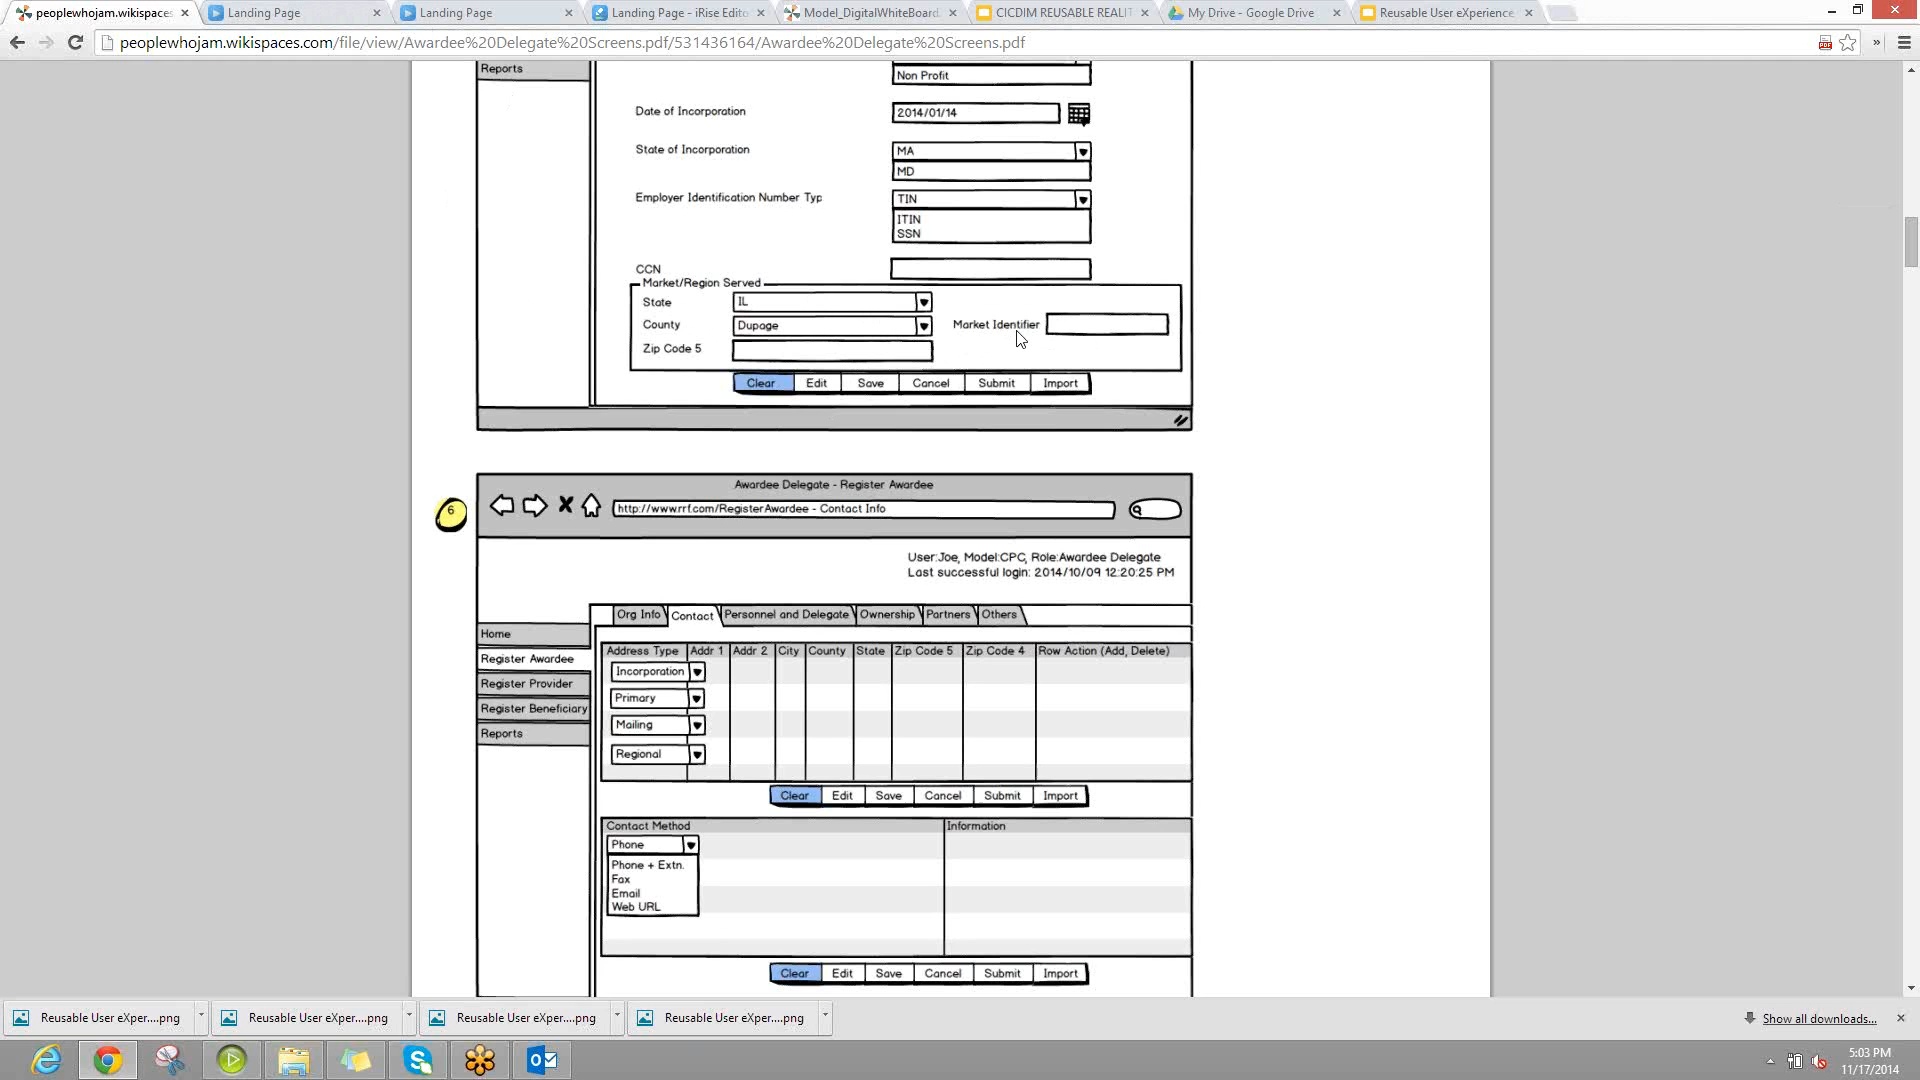 peoplewhojam.wikispaces
Landing Page
Landing Page
Landing Page - iRise Edito
Model_DigitalWhiteBoard
CICDIM REUSABLE REALIT
My Drive - Google Drive
Reusable User eXperience
peoplewhojam.wikispaces.com/file/view/Awardee%20Delegate%20Screens.pdf/531436164/Awardee%20Delegate%20Screens.pdf
Reports
Non Profit
Date of Incorporation
2014/01/14
State of Incorporation
MA
MD
Employer Identification Number Typ
TIN
ITIN
SSN
CCN
Market/Region Served
State
IL
County
Dupage
Market Identifier
Zip Code 5
Clear Edit Save Cancel Submit Import
6
Awardee Delegate - Register Awardee
http://www.rrf.com/RegisterAwardee - Contact Info
User:Joe, Model:CPC, Role:Awardee Delegate
Last successful login: 2014/10/09 12:20:25 PM
Org Info Contact Personnel and Delegate Ownership Partners Others
Home
Register Awardee
Register Provider
Register Beneficiary
Reports
Address Type Addr 1 Addr 2 City County State Zip Code 5 Zip Code 4 Row Action (Add, Delete)
Incorporation
Primary
Mailing
Regional
Clear Edit Save Cancel Submit Import
Contact Method Information
Phone
Phone + Extn.
Fax
Email
Web URL
Clear Edit Save Cancel Submit Import
Reusable User eXper....png
Reusable User eXper....png
Reusable User eXper....png
Reusable User eXper....png
Show all downloads...
5:03 PM
11/17/2014